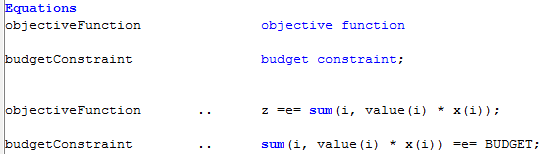 Equations
objectiveFunction objective function
budgetConstraint budget constraint;
objectiveFunction .. z =e= sum(i, value(i) * x(i));
budgetConstraint .. sum(i, value(i) * x(i)) =e= BUDGET;